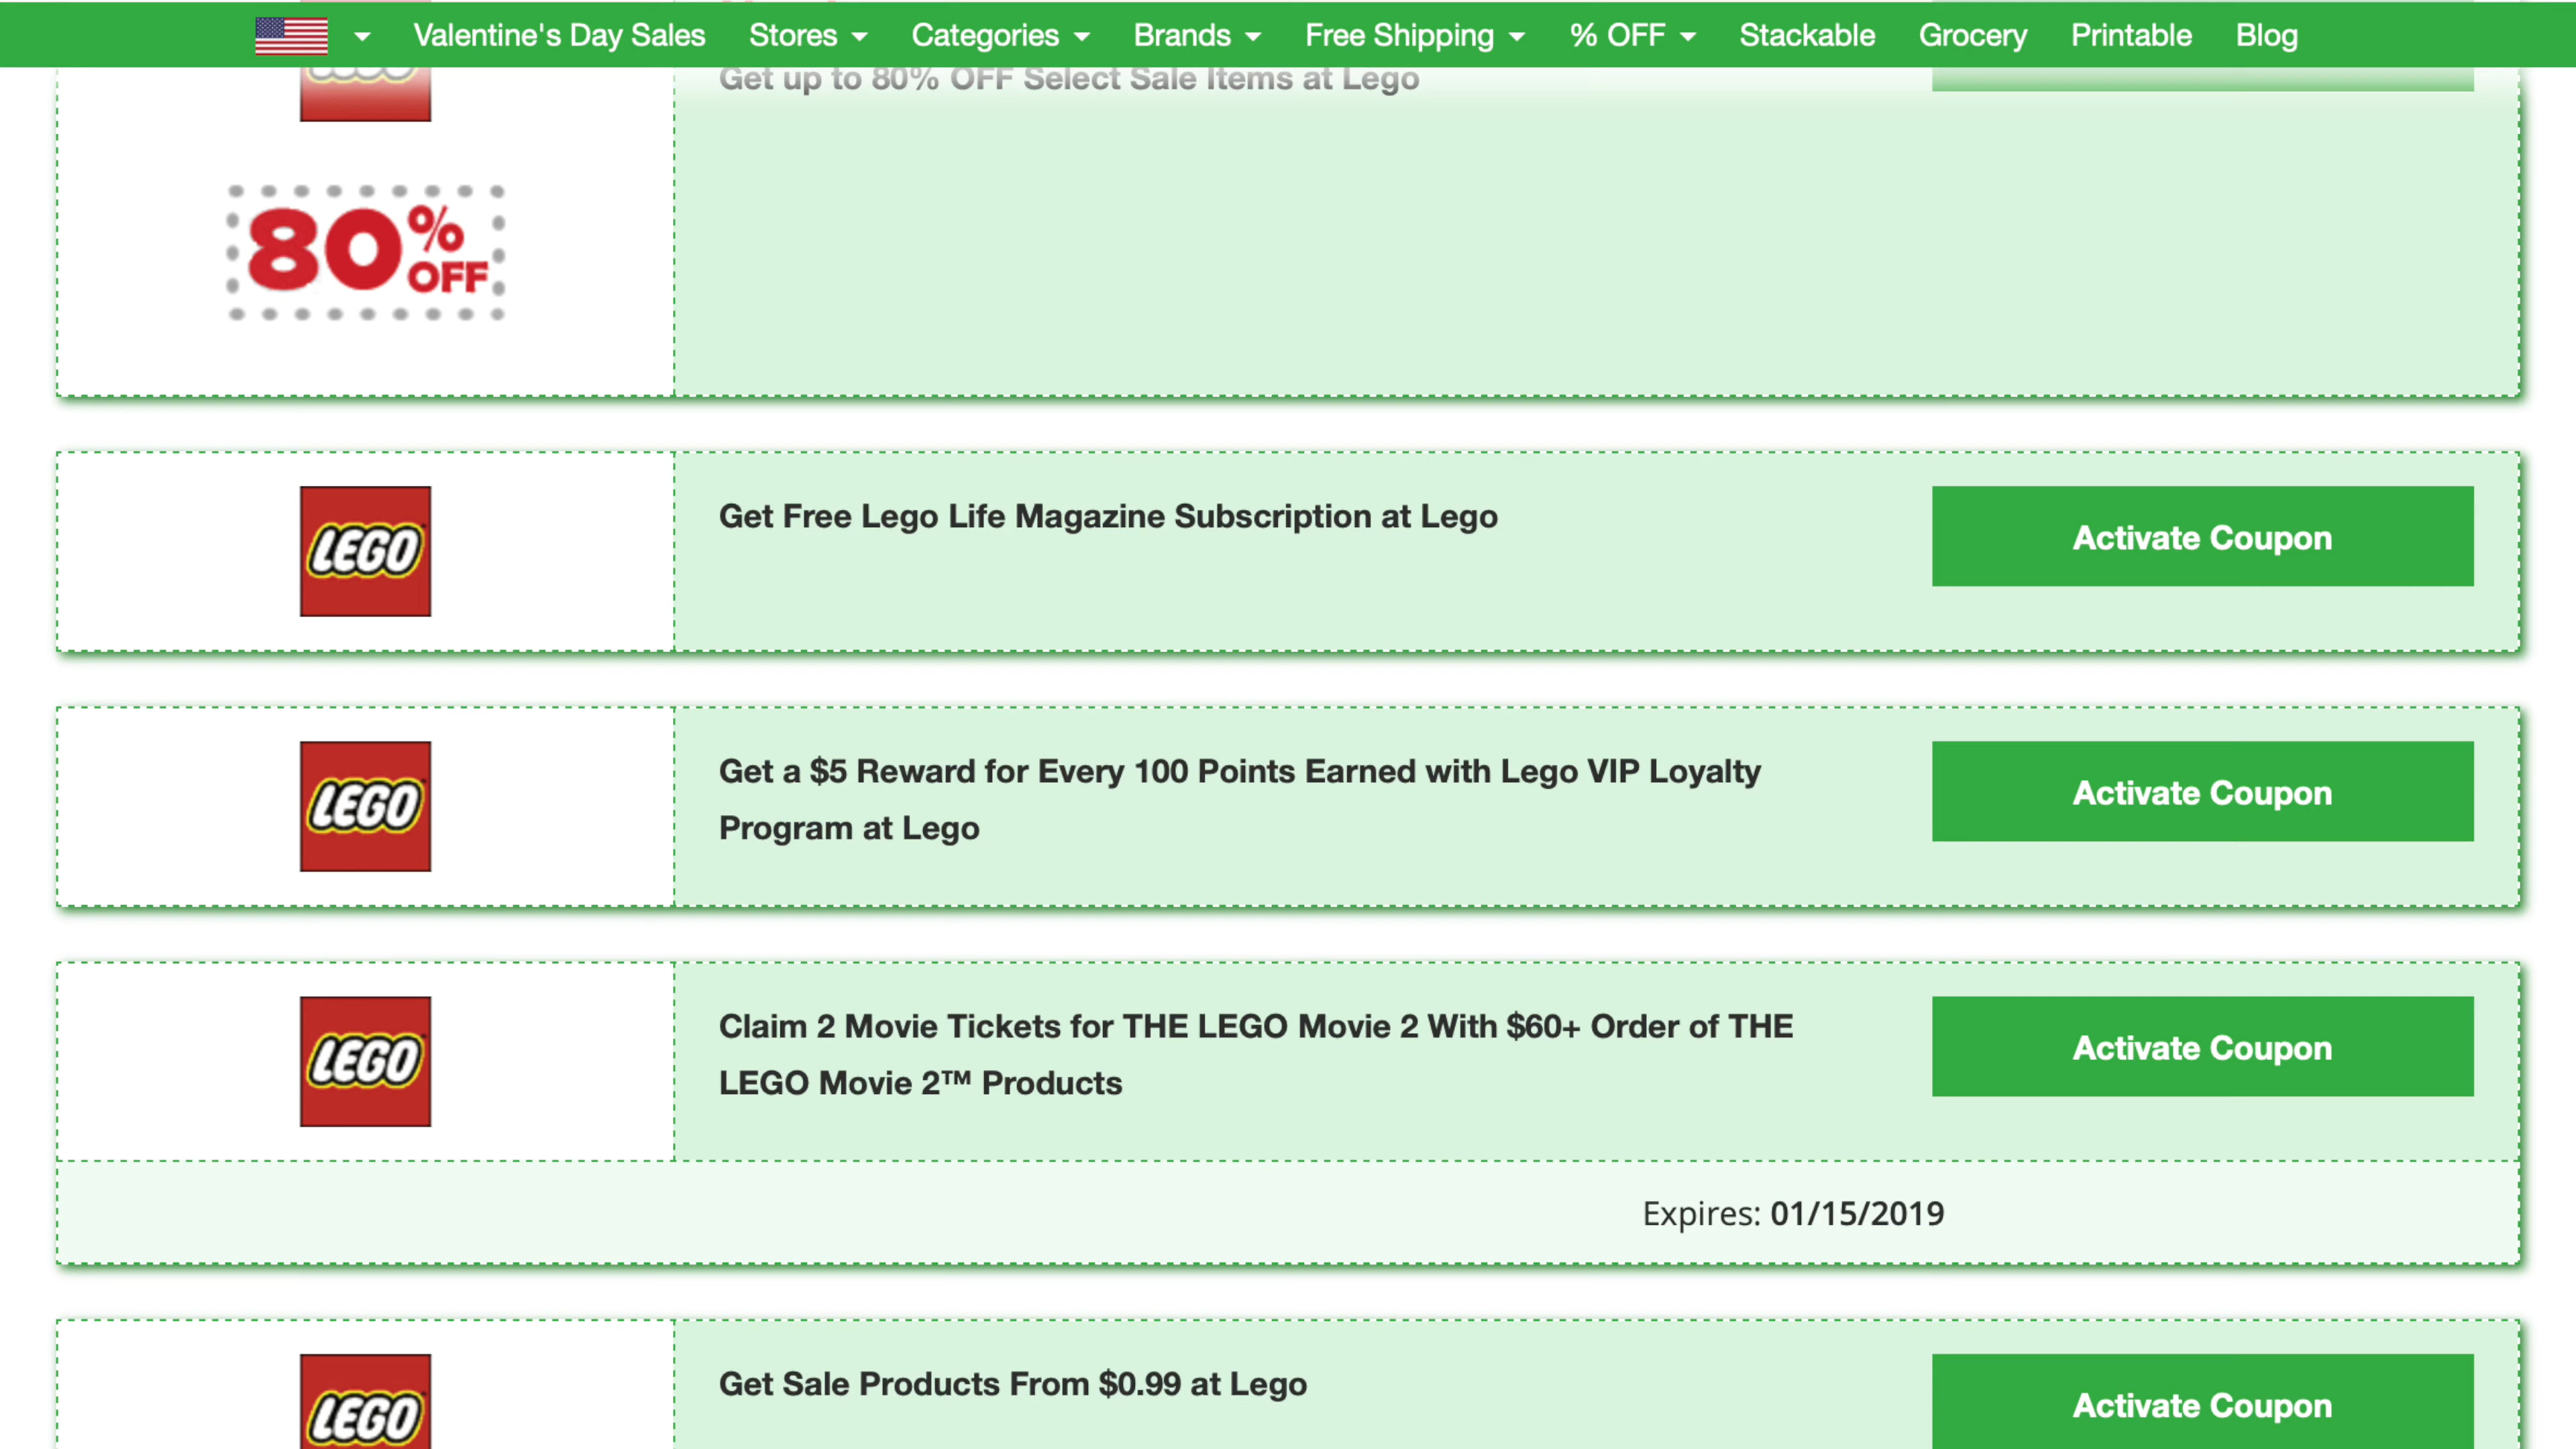 Valentine's Day Sales Stores Categories Brands Free Shipping % OFF Stackable Grocery Printable Blog
Get up to 80% OFF Select Sale Items at Lego
80% OFF
LEGO
Get Free Lego Life Magazine Subscription at Lego
Activate Coupon
LEGO
Get a $5 Reward for Every 100 Points Earned with Lego VIP Loyalty
Program at Lego
Activate Coupon
LEGO
Claim 2 Movie Tickets for THE LEGO Movie 2 With $60+ Order of THE
LEGO Movie 2™ Products
Activate Coupon
Expires: 01/15/2019
LEGO
Get Sale Products From $0.99 at Lego
Activate Coupon